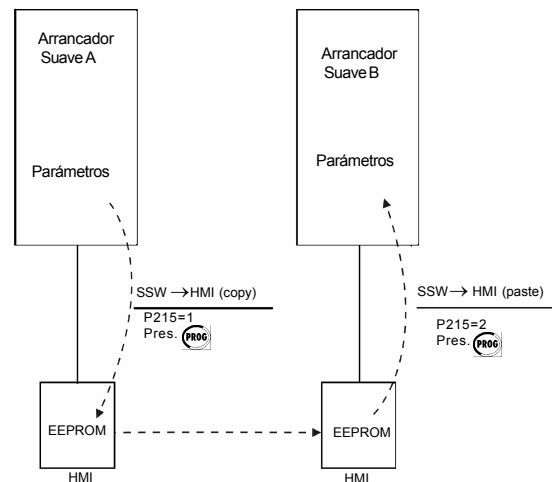 Arrancador
Suave A
Parámetros
SSW → HMI (copy)
P215=1
Pres. PROG
EEPROM
HMI
Arrancador
Suave B
Parámetros
SSW → HMI (paste)
P215=2
Pres. PROG
EEPROM
HMI